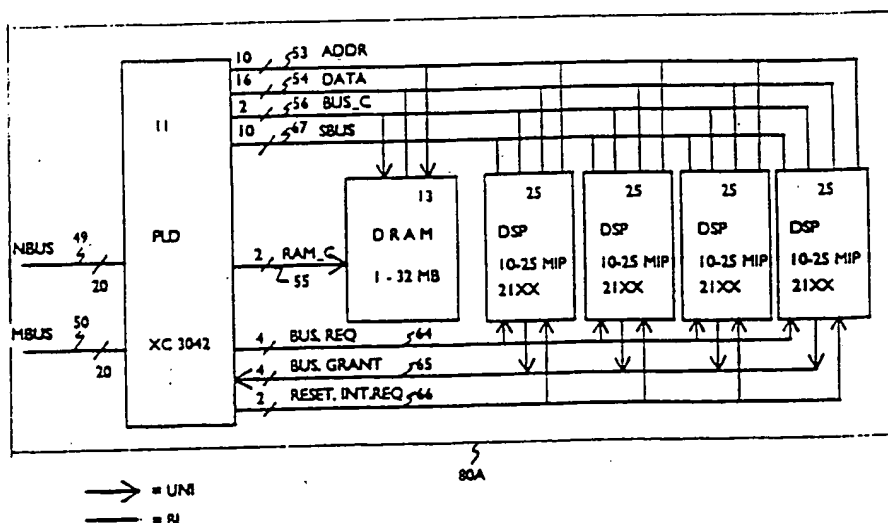 10 53 ADDR
16 54 DATA
2 56 BUS_C
10 67 SBUS
11
PLD
XC 3042
NBUS 49
20
MBUS 50
20
13
DRAM
1 - 32 MB
2 RAM_C
55
25
DSP
10-25 MIP
21XX
25
DSP
10-25 MIP
21XX
25
DSP
10-25 MIP
21XX
25
DSP
10-25 MIP
21XX
4 BUS. REQ 64
4 BUS. GRANT 65
2 RESET. INT.REQ 66
80A
= UNI
= BI